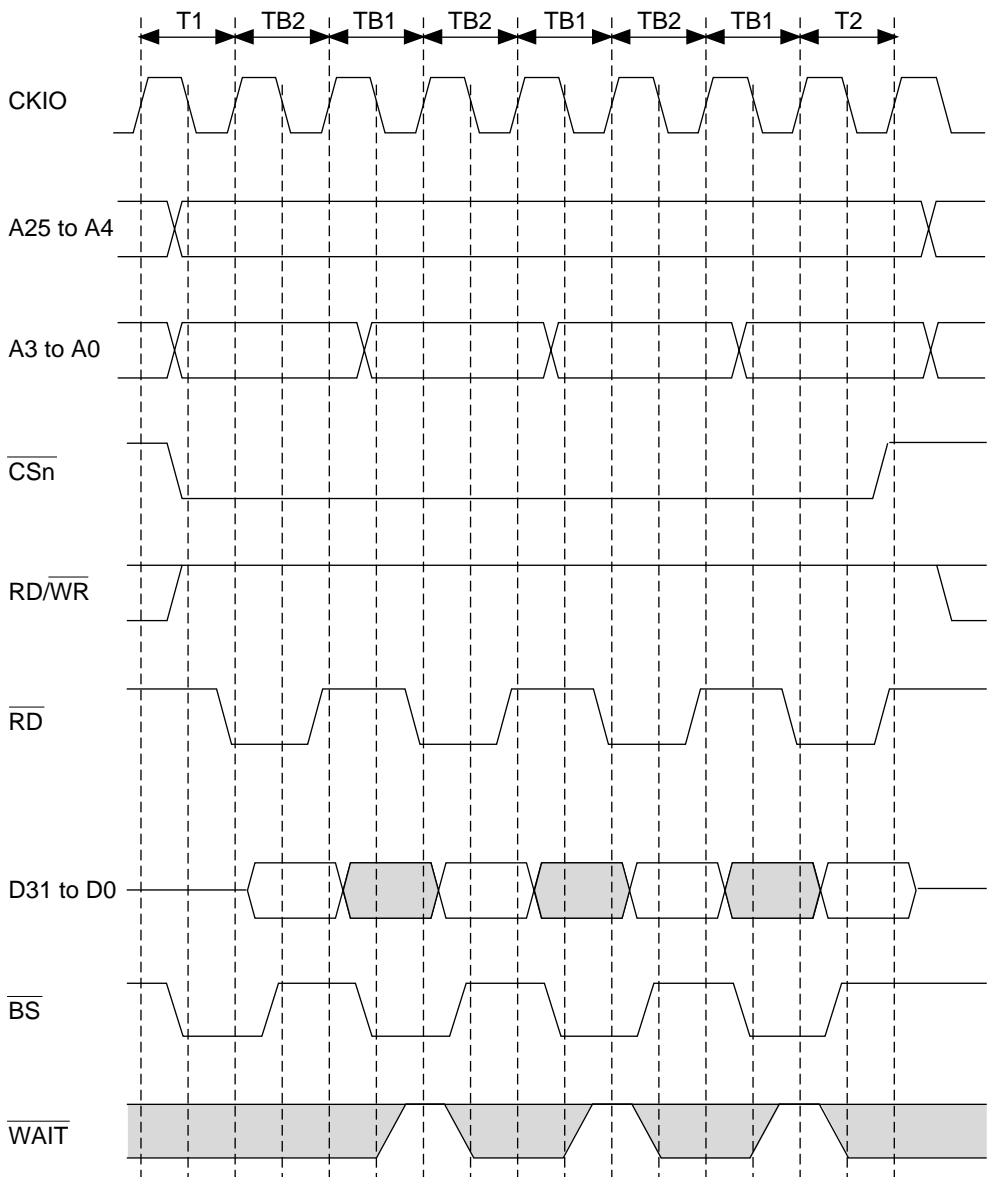 T1 TB2 TB1 TB2 TB1 TB2 TB1 T2
CKIO
A25 to A4
A3 to A0
CSn
RD/WR
RD
D31 to D0
BS
WAIT